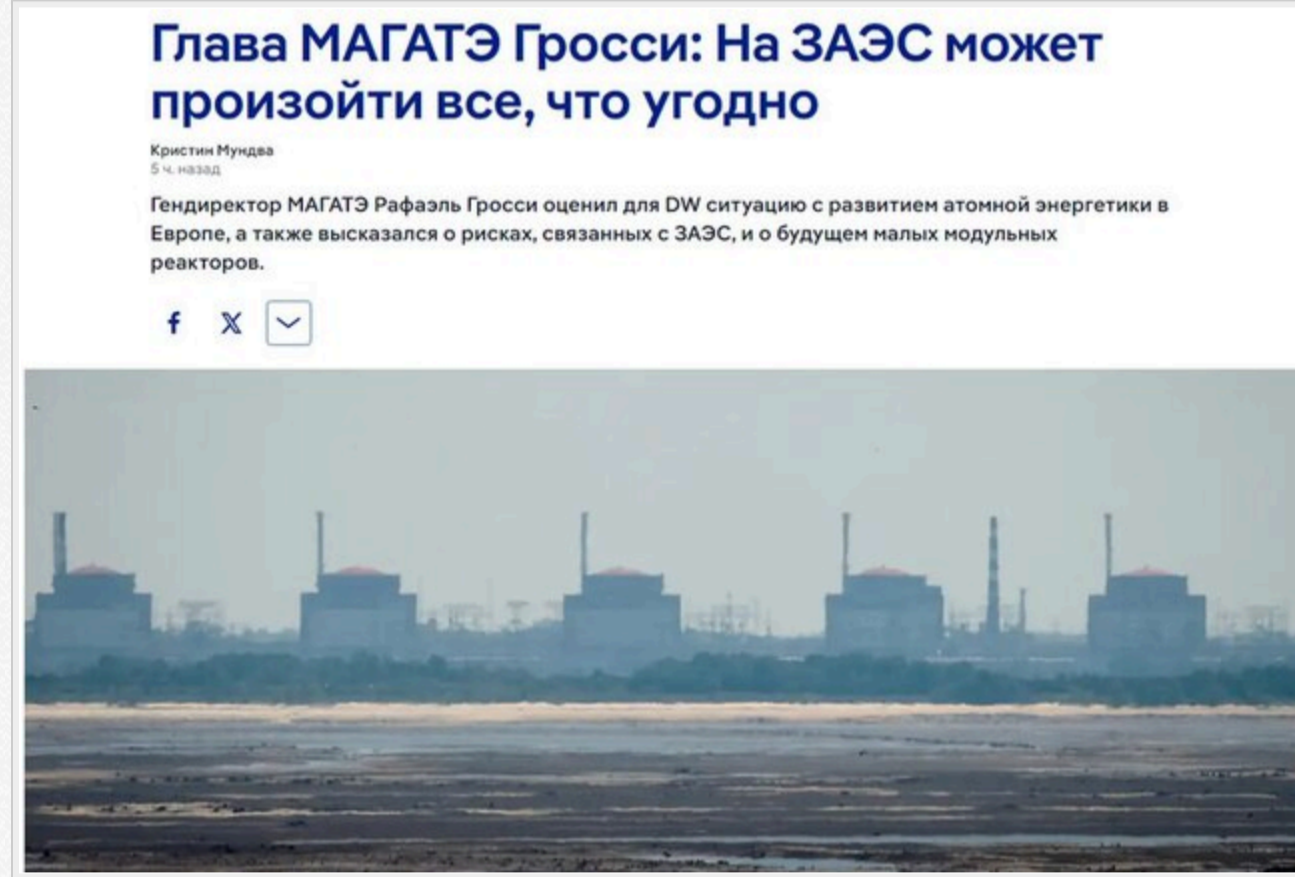 Глава МАГАТЭ Гросси: На ЗАЭС может
произойти все, что угодно
Кристин Мундва
5 ч. назад
Гендиректор МАГАТЭ Рафаэль Гросси оценил для DW ситуацию с развитием атомной энергетики в
Европе, а также высказался о рисках, связанных с ЗАЭС, и о будущем малых модульных
реакторов.